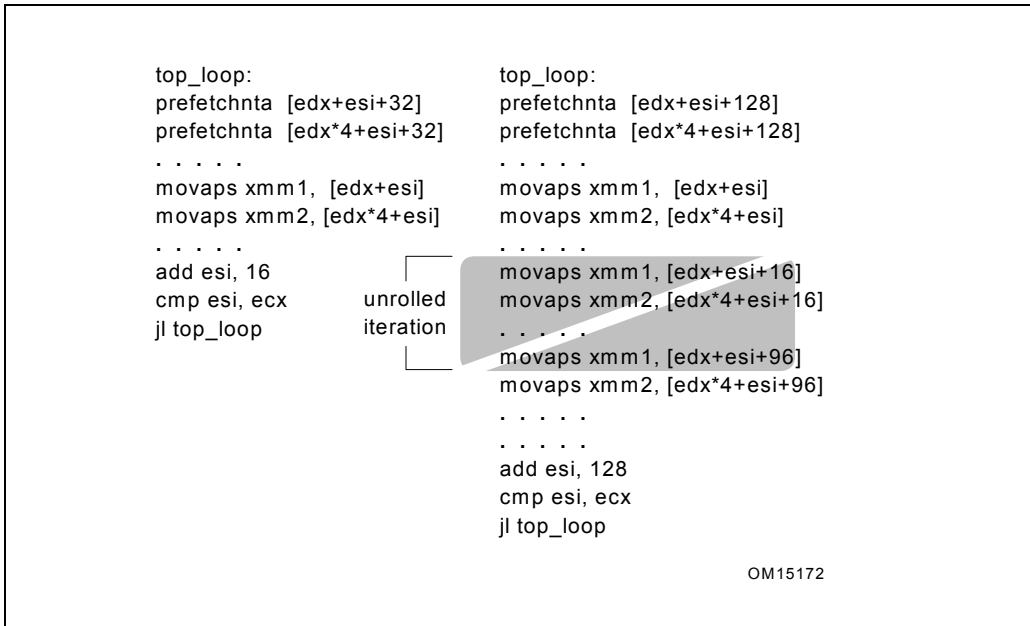 top_loop:
prefetchnta [edx+esi+32]
prefetchnta [edx*4+esi+32]
. . . . .
movaps xmm1, [edx+esi]
movaps xmm2, [edx*4+esi]
. . . . .
add esi, 16
cmp esi, ecx
jl top_loop
unrolled
iteration
top_loop:
prefetchnta [edx+esi+128]
prefetchnta [edx*4+esi+128]
. . . . .
movaps xmm1, [edx+esi]
movaps xmm2, [edx*4+esi]
. . . . .
movaps xmm1, [edx+esi+16]
movaps xmm2, [edx*4+esi+16]
. . . . .
movaps xmm1, [edx+esi+96]
movaps xmm2, [edx*4+esi+96]
. . . . .
. . . . .
add esi, 128
cmp esi, ecx
jl top_loop
OM15172